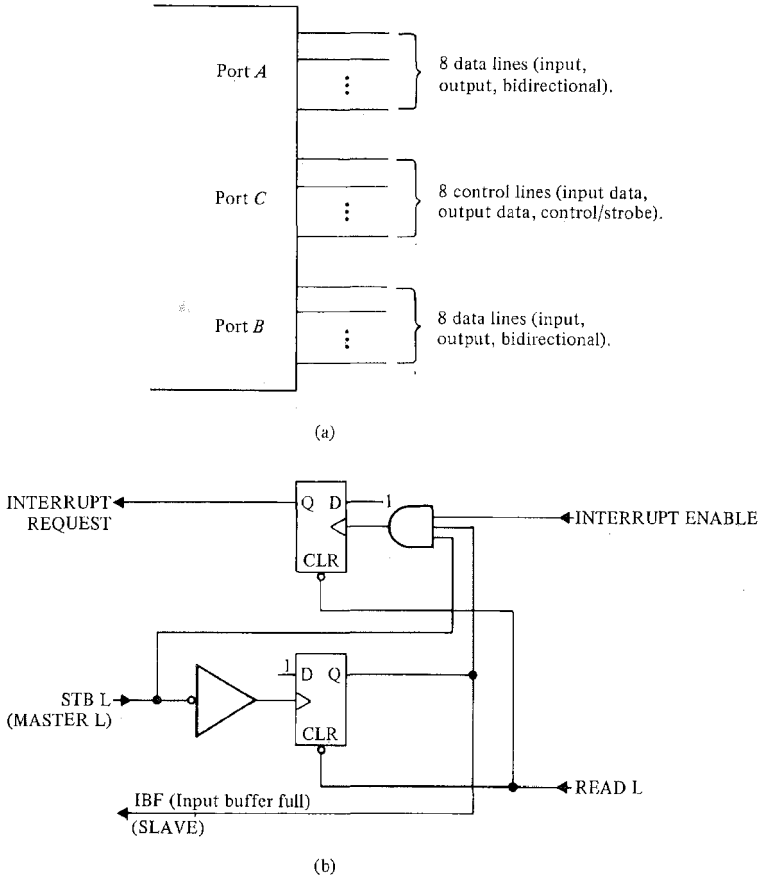 Port A
8 data lines (input,
output, bidirectional).
Port C
8 control lines (input data,
output data, control/strobe).
Port B
8 data lines (input,
output, bidirectional).
(a)
INTERRUPT
REQUEST
Q D
1
CLR
INTERRUPT ENABLE
STB L
(MASTER L)
1
D Q
CLR
READ L
IBF (Input buffer full)
(SLAVE)
(b)